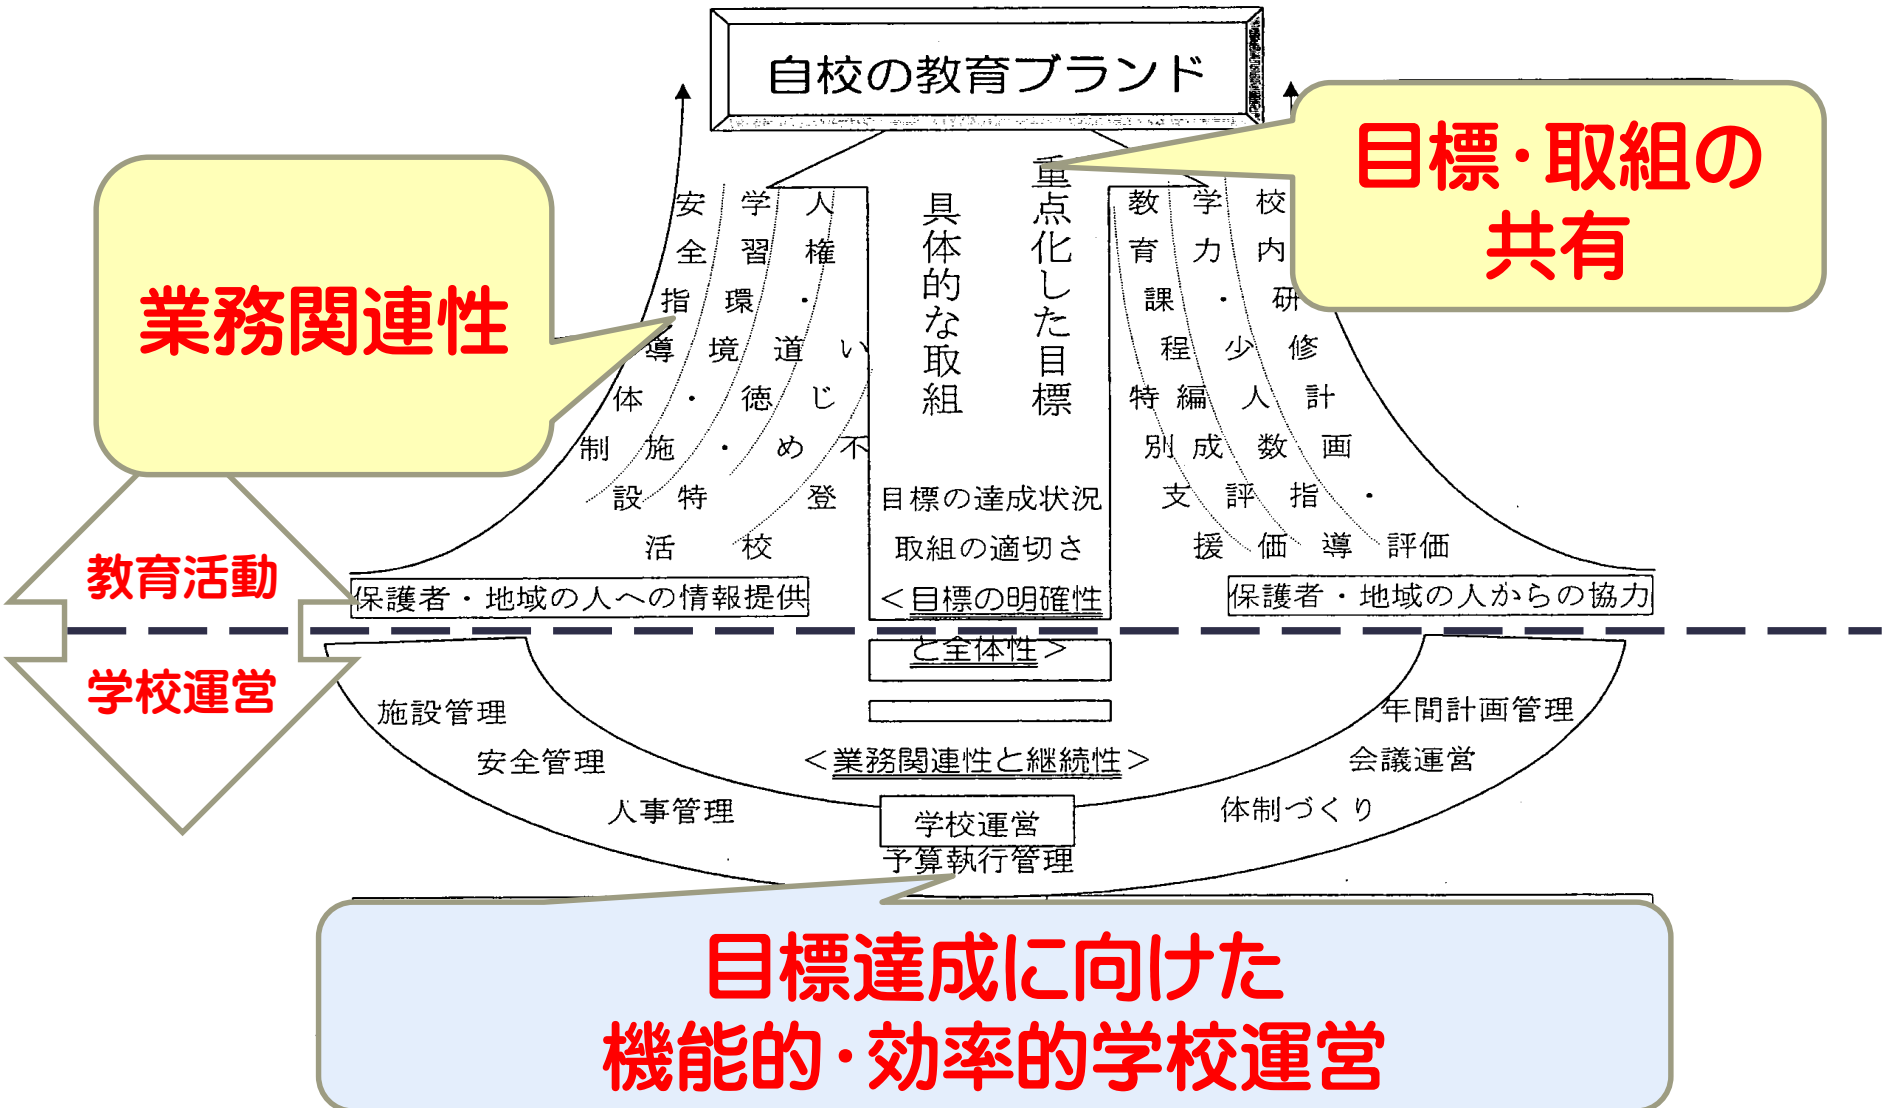 自校の教育ブランド
目標・取組の
共有
業務関連性
重点化した目標
具体的な取組
安全指導体制
学習環境・施設
人権・道徳・特活
いじめ不登校
教育課程編成評価
学力・少人数指導
校内研修計画・評価
特別支援
目標の達成状況
取組の適切さ
＜目標の明確性
と全体性＞
教育活動
学校運営
保護者・地域の人への情報提供
保護者・地域の人からの協力
施設管理
安全管理
人事管理
＜業務関連性と継続性＞
学校運営
予算執行管理
年間計画管理
会議運営
体制づくり
目標達成に向けた
機能的・効率的学校運営